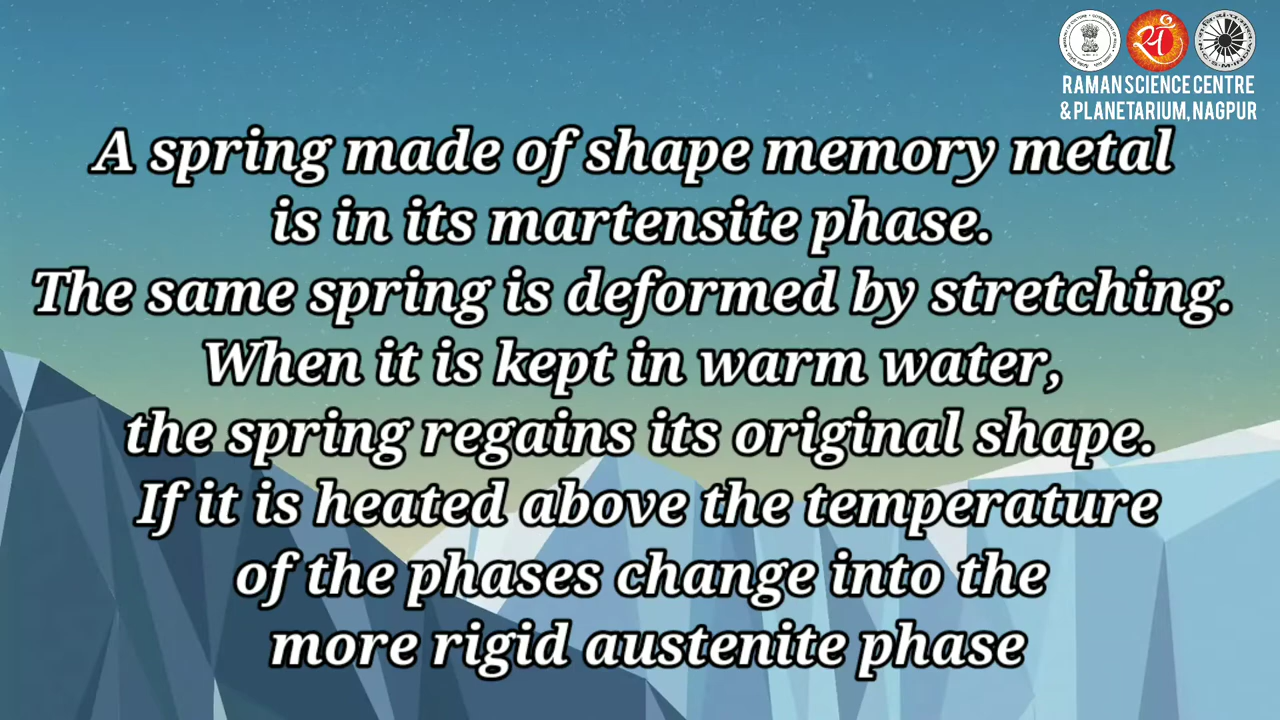 RAMAN SCIENCE CENTRE
& PLANETARIUM, NAGPUR
A spring made of shape memory metal
is in its martensite phase.
The same spring is deformed by stretching.
When it is kept in warm water,
the spring regains its original shape.
If it is heated above the temperature
of the phases change into the
more rigid austenite phase